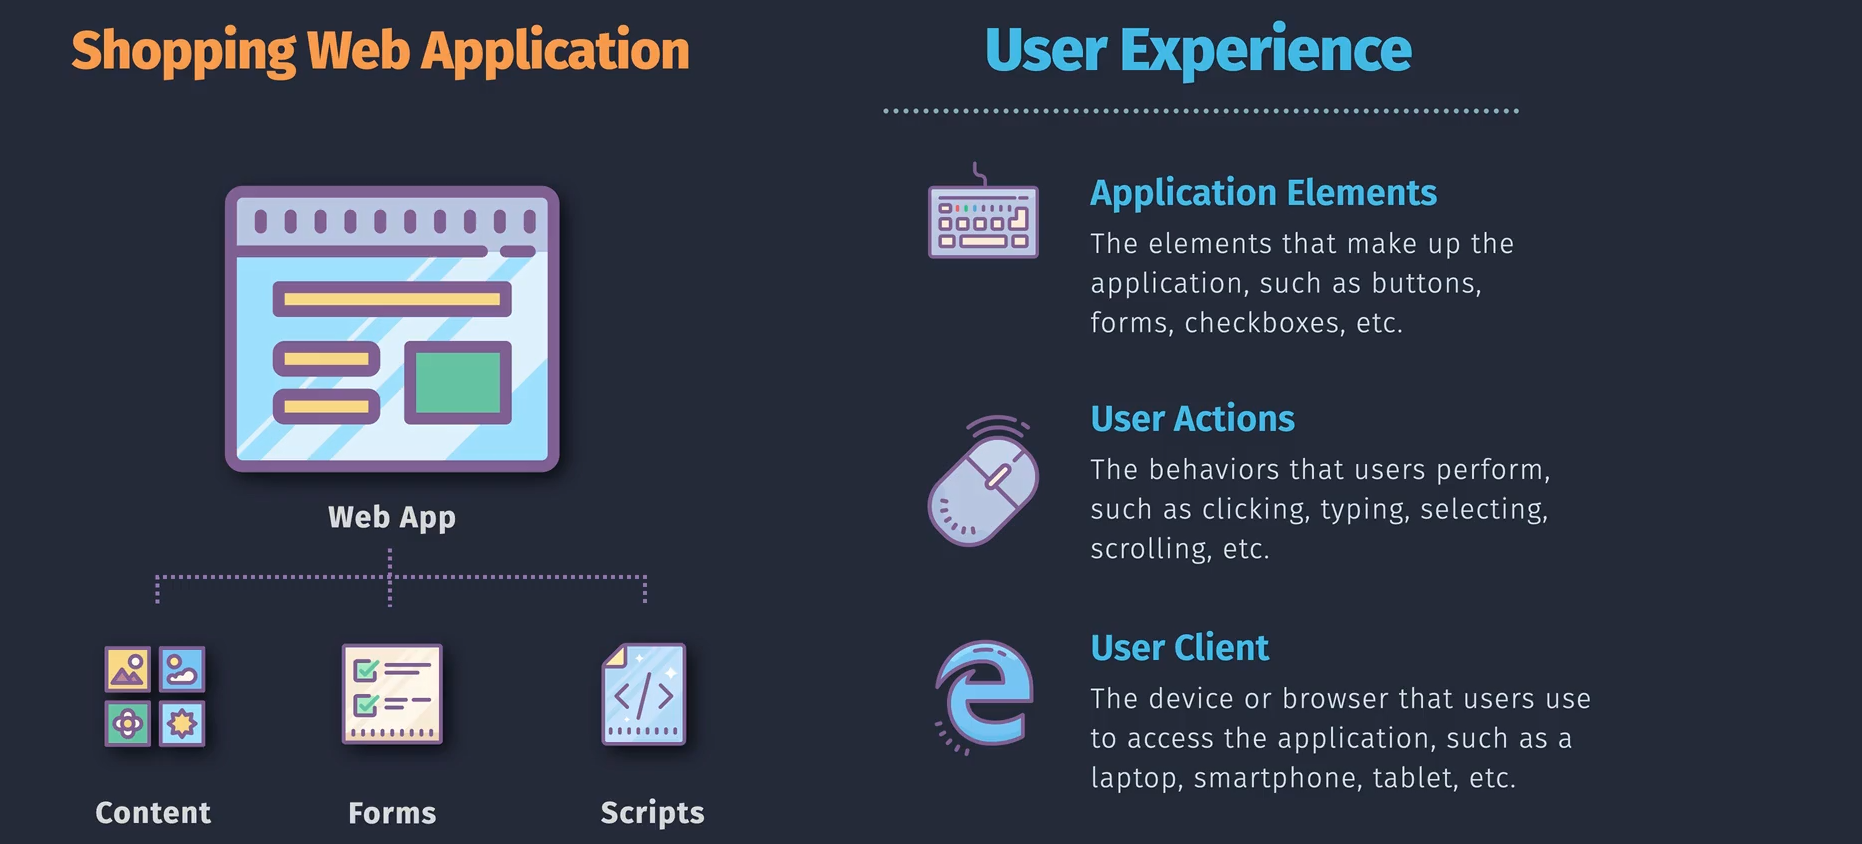 Shopping Web Application
Web App
Content
Forms
Scripts
User Experience
Application Elements
The elements that make up the
application, such as buttons,
forms, checkboxes, etc.
User Actions
The behaviors that users perform,
such as clicking, typing, selecting,
scrolling, etc.
User Client
The device or browser that users use
to access the application, such as a
laptop, smartphone, tablet, etc.